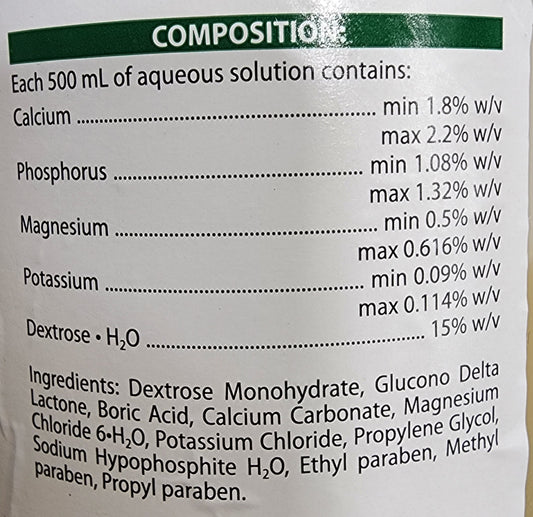 COMPOSITION:
Each 500 mL of aqueous solution contains:
Calcium ........................................................ min 1.8% w/v
max 2.2% w/v
Phosphorus .............................................. min 1.08% w/v
max 1.32% w/v
Magnesium ................................................ min 0.5% w/v
max 0.616% w/v
Potassium ................................................ min 0.09% w/v
max 0.114% w/v
Dextrose • H₂O .................................................... 15% w/v
Ingredients: Dextrose Monohydrate, Glucono Delta
Lactone, Boric Acid, Calcium Carbonate, Magnesium
Chloride 6•H₂O, Potassium Chloride, Propylene Glycol,
Sodium Hypophosphite H₂O, Ethyl paraben, Methyl
paraben, Propyl paraben.